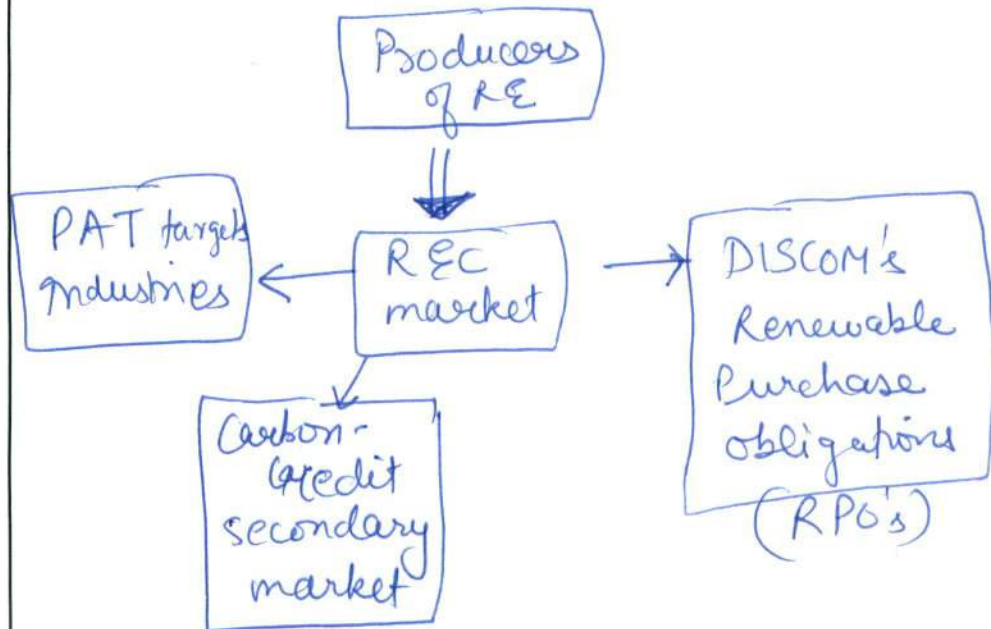 Producers
of RE
PAT targets
industries
REC
market
DISCOM's
Renewable
Purchase
obligations
(RPO's)
Carbon-
credit
secondary
market